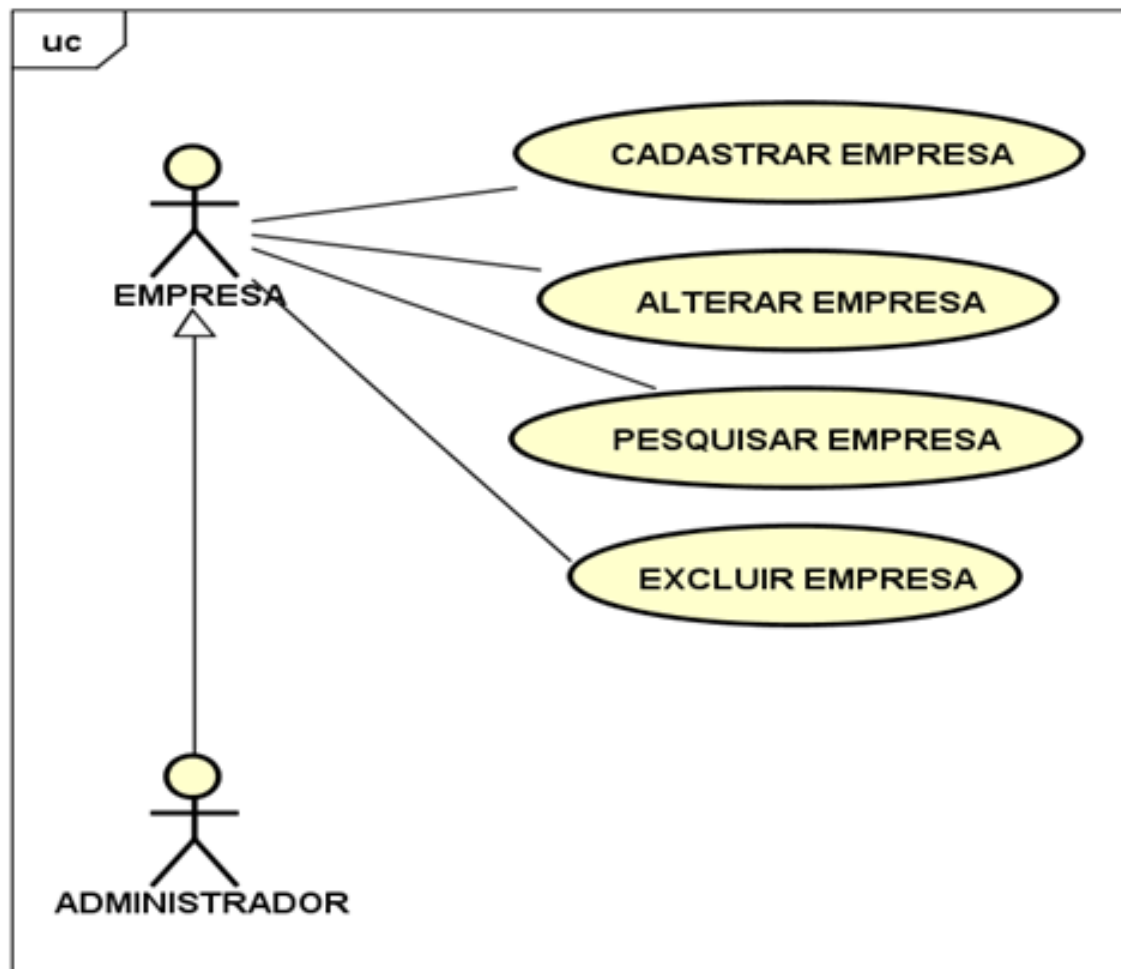 uc
CADASTRAR EMPRESA
EMPRESA
ALTERAR EMPRESA
PESQUISAR EMPRESA
EXCLUIR EMPRESA
ADMINISTRADOR